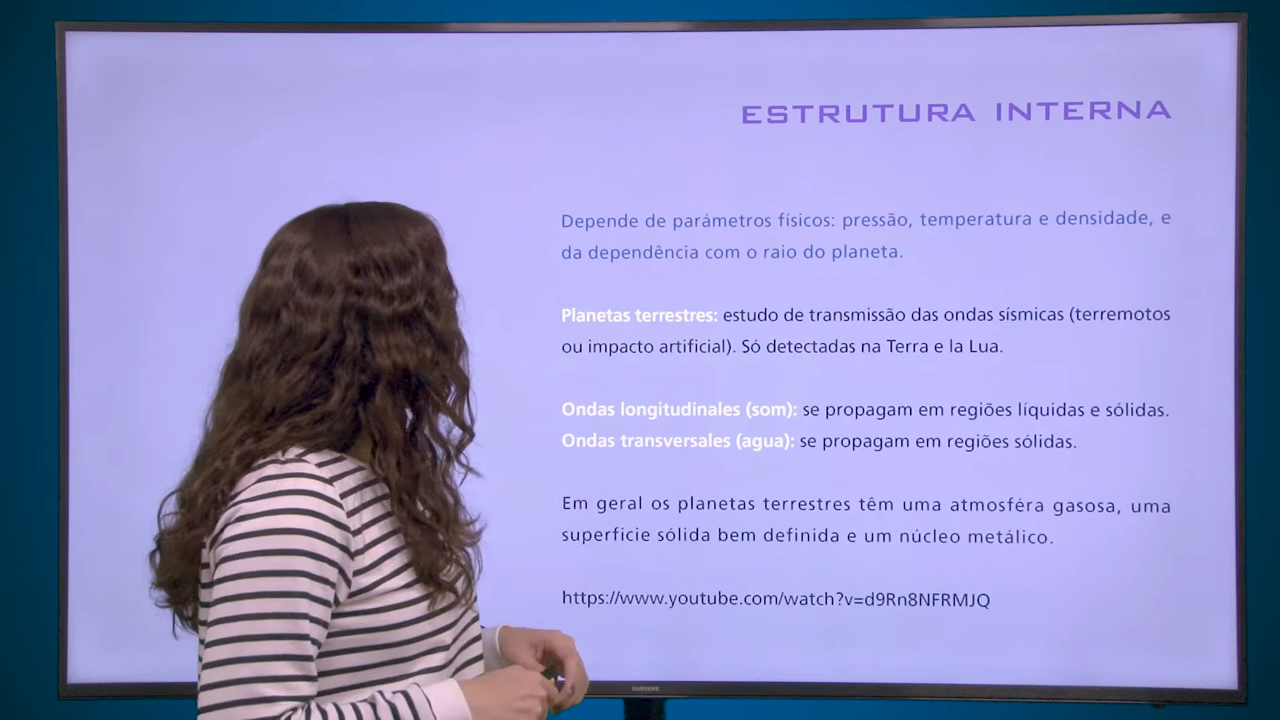 ESTRUTURA INTERNA
Depende de parámetros físicos: pressão, temperatura e densidade, e
da dependência com o raio do planeta.
Planetas terrestres: estudo de transmissão das ondas sísmicas (terremotos
ou impacto artificial). Só detectadas na Terra e la Lua.
Ondas longitudinales (som): se propagam em regiões líquidas e sólidas.
Ondas transversales (agua): se propagam em regiões sólidas.
Em geral os planetas terrestres têm uma atmosféra gasosa, uma
superficie sólida bem definida e um núcleo metálico.
https://www.youtube.com/watch?v=d9Rn8NFRMJQ
SAMSUNG